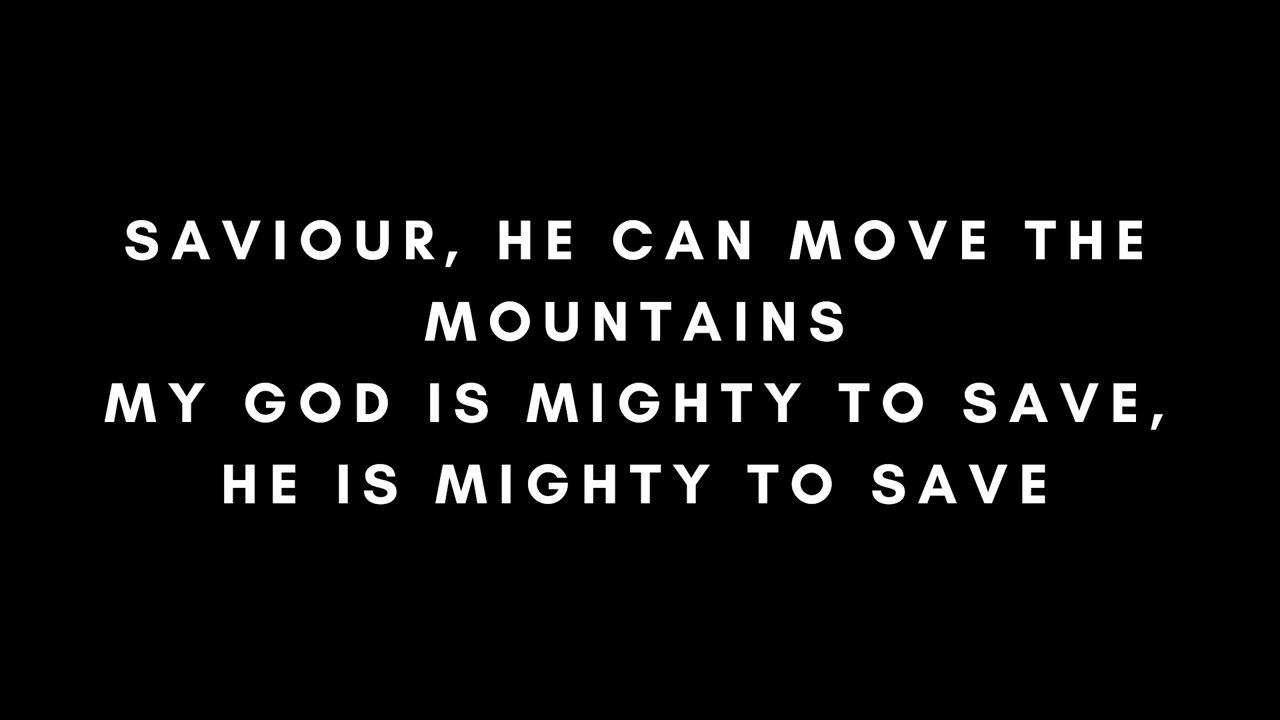 SAVIOUR, HE CAN MOVE THE
MOUNTAINS
MY GOD IS MIGHTY TO SAVE,
HE IS MIGHTY TO SAVE